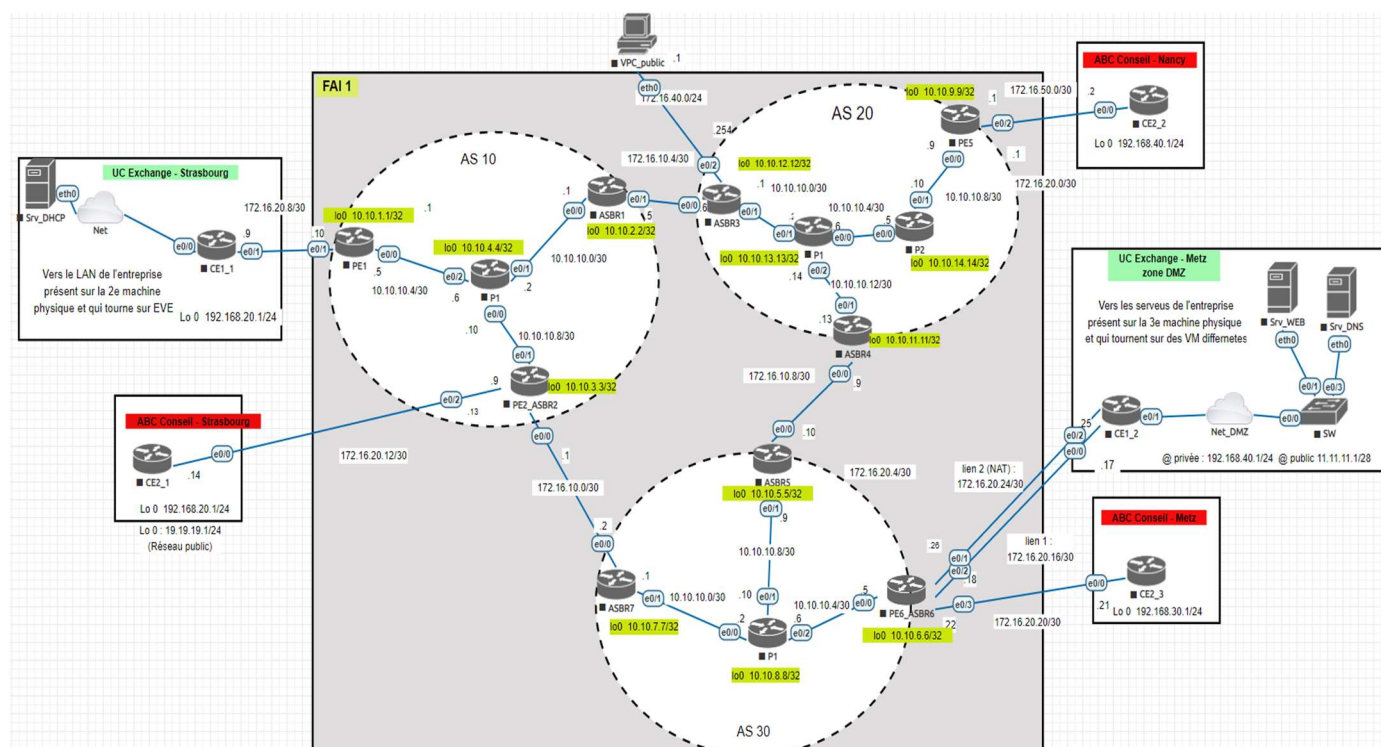 VPC_public
.1
eth0
172.16.40.0/24
FAI 1
ABC Conseil - Nancy
172.16.50.0/30
.1
.2
e0/0
CE2_2
Lo 0 192.168.40.1/24
lo0 10.10.9.9/32
AS 20
PE5
e0/2
.9
e0/0
.1
172.16.20.0/30
10.10.10.8/30
.10
.254
e0/2
lo0 10.10.12.12/32
172.16.10.4/30
AS 10
.1
10.10.10.0/30
ASBR3
e0/1
e0/0
6
10.10.10.4/30
.5
6
e0/0
e0/0
P2
lo0 10.10.14.14/32
e0/1
P1
lo0 10.10.13.13/32
e0/2
.14
10.10.10.12/30
e0/1
.13
ASBR4
lo0 10.10.11.11/32
e0/0
.9
172.16.10.8/30
UC Exchange - Strasbourg
eth0
Srv_DHCP
Net
172.16.20.8/30
e0/0
CE1_1
.9
e0/1
Vers le LAN de l'entreprise
présent sur la 2e machine
physique et qui tourne sur EVE
Lo 0 192.168.20.1/24
lo0 10.10.1.1/32
.1
.10
e0/1
PE1
e0/0
.5
10.10.10.4/30
.6
e0/2
lo0 10.10.4.4/32
P1
e0/1
.2
10.10.10.0/30
.1
e0/0
ASBR1
e0/1
.5
lo0 10.10.2.2/32
e0/0
.10
10.10.10.8/30
e0/1
.9
lo0 10.10.3.3/32
PE2_ASBR2
e0/2
.13
e0/0
.1
172.16.10.0/30
.2
e0/0
ABC Conseil - Strasbourg
CE2_1
e0/0
.14
172.16.20.12/30
Lo 0 192.168.20.1/24
Lo 0 : 19.19.19.1/24
(Réseau public)
UC Exchange - Metz
zone DMZ
Vers les serveus de l'entreprise
présent sur la 3e machine physique
et qui tournent sur des VM differnetes
Srv_WEB
Srv_DNS
eth0
eth0
e0/1
e0/3
e0/0
SW
Net_DMZ
e0/1
CE1_2
.25
e0/2
e0/0
.17
@ privée : 192.168.40.1/24 @ public 11.11.11.1/28
lien 2 (NAT) :
172.16.20.24/30
lien 1 :
172.16.20.16/30
172.16.20.4/30
e0/0
.10
ASBR5
lo0 10.10.5.5/32
e0/1
.9
10.10.10.8/30
e0/1
.10
ASBR7
.1
e0/1
10.10.10.0/30
lo0 10.10.7.7/32
.2
e0/0
P1
.6
e0/2
10.10.10.4/30
.5
e0/0
lo0 10.10.8.8/32
.26
e0/1
e0/2
.18
PE6_ASBR6
e0/3
.22
lo0 10.10.6.6/32
172.16.20.20/30
ABC Conseil - Metz
e0/0
CE2_3
.21
Lo 0 192.168.30.1/24
AS 30